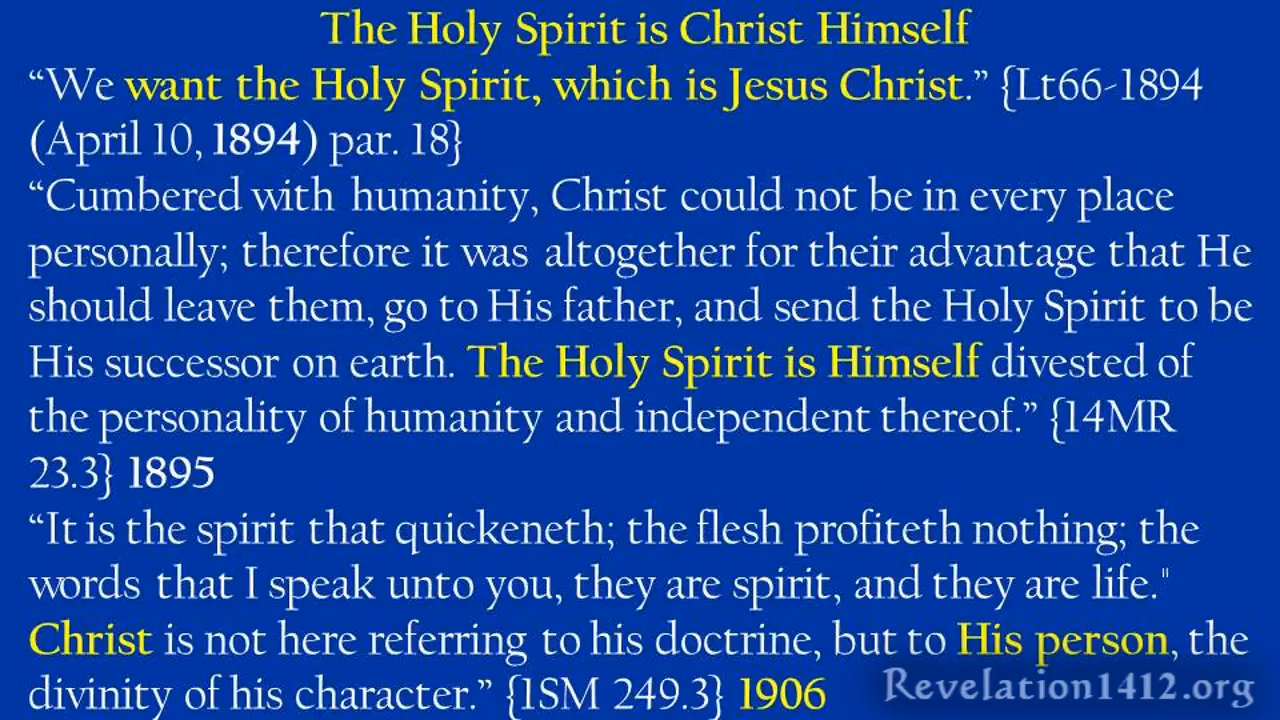 The Holy Spirit is Christ Himself
“We want the Holy Spirit, which is Jesus Christ.” {Lt66-1894
(April 10, 1894) par. 18}
“Cumbered with humanity, Christ could not be in every place
personally; therefore it was altogether for their advantage that He
should leave them, go to His father, and send the Holy Spirit to be
His successor on earth. The Holy Spirit is Himself divested of
the personality of humanity and independent thereof.” {14MR
23.3} 1895
“It is the spirit that quickeneth; the flesh profiteth nothing; the
words that I speak unto you, they are spirit, and they are life."
Christ is not here referring to his doctrine, but to His person, the
divinity of his character.” {1SM 249.3} 1906
Revelation1412.org